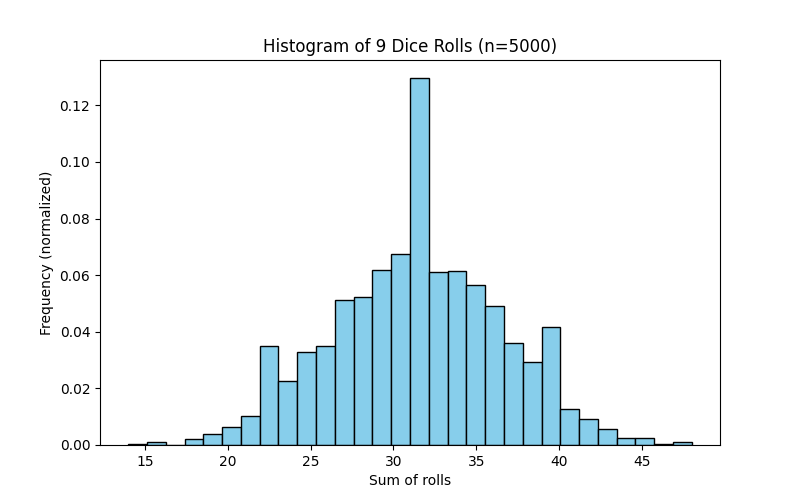 Histogram of 9 Dice Rolls (n=5000)
Frequency (normalized)
0.12
0.10
0.08
0.06
0.04
0.02
0.00
15 20 25 30 35 40 45
Sum of rolls